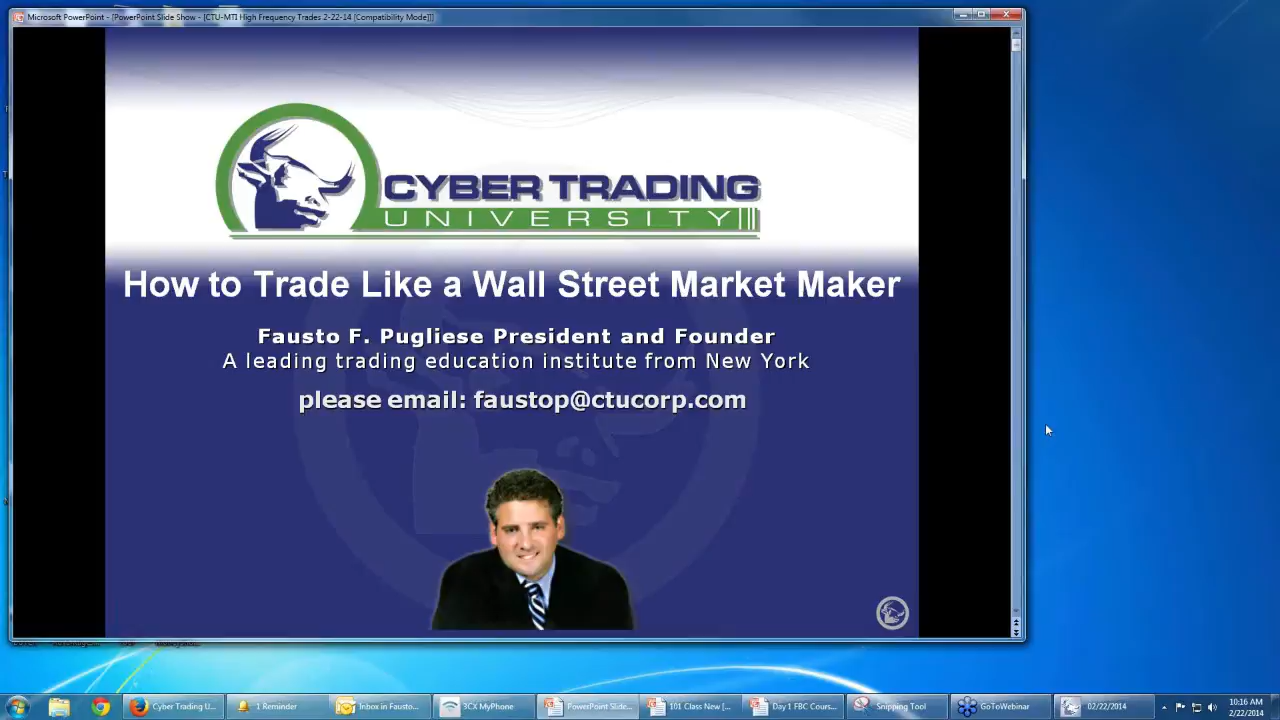 Microsoft PowerPoint - [PowerPoint Slide Show - [CTU-MTI High Frequency Trades 2-22-14 [Compatibility Mode]]]
CYBER TRADING
UNIVERSITY
How to Trade Like a Wall Street Market Maker
Fausto F. Pugliese President and Founder
A leading trading education institute from New York
please email: faustop@ctucorp.com
Cyber Trading U...
1 Reminder
Inbox in Fausto...
3CX MyPhone
PowerPoint Slide...
101 Class New [...
Day 1 FBC Cours...
Snipping Tool
GoToWebinar
02/22/2014
10:16 AM
2/22/2014